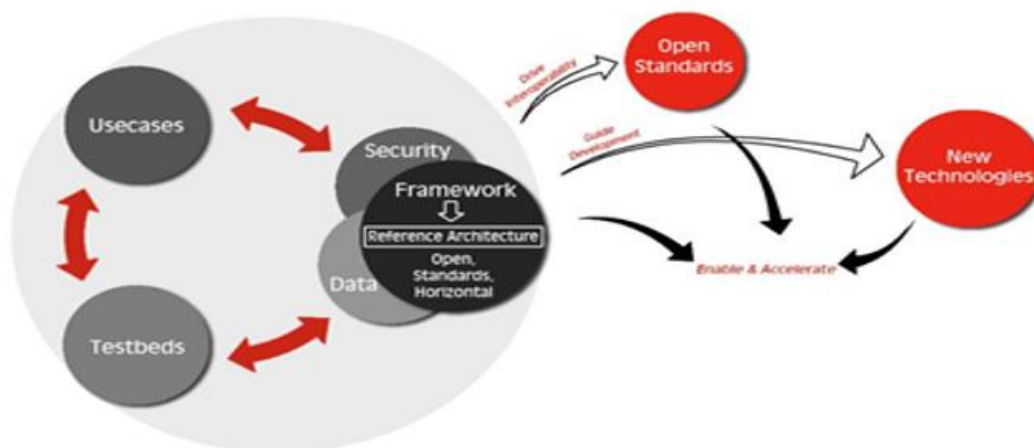 Usecases
Security
Framework
Reference Architecture
Open,
Standards,
Horizontal
Data
Testbeds
Drive
Interoperability
Open
Standards
Guide
Development
New
Technologies
Enable & Accelerate